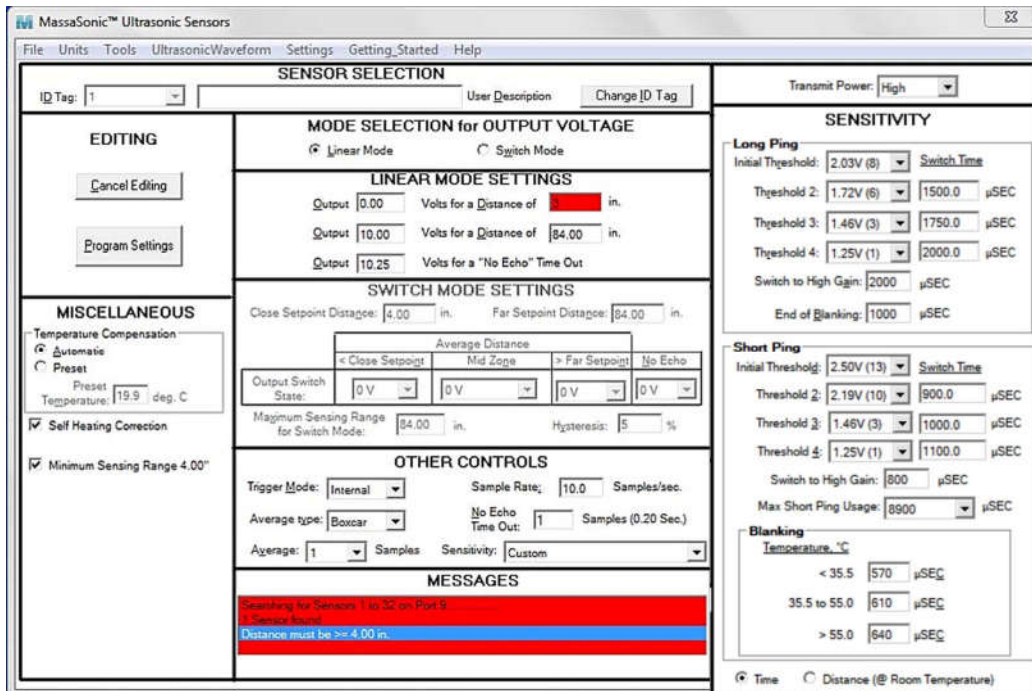 MassaSonic™ Ultrasonic Sensors
File Units Tools UltrasonicWaveform Settings Getting_Started Help
SENSOR SELECTION
ID Tag: 1 User Description Change ID Tag
EDITING
Cancel Editing
Program Settings
MODE SELECTION for OUTPUT VOLTAGE
Linear Mode Switch Mode
LINEAR MODE SETTINGS
Output 0.00 Volts for a Distance of in.
Output 10.00 Volts for a Distance of 84.00 in.
Output 10.25 Volts for a "No Echo" Time Out
MISCELLANEOUS
Temperature Compensation
Automatic
Preset
Preset Temperature: 19.9 deg. C
Self Heating Correction
Minimum Sensing Range 4.00"
SWITCH MODE SETTINGS
Close Setpoint Distance: 4.00 in. Far Setpoint Distance: 84.00 in.
Average Distance
< Close Setpoint Mid Zone > Far Setpoint No Echo
Output Switch State: 0 V 0 V 0 V 0 V
Maximum Sensing Range for Switch Mode: 84.00 in. Hysteresis: 5 %
OTHER CONTROLS
Trigger Mode: Internal Sample Rate: 10.0 Samples/sec.
Average type: Boxcar No Echo Time Out: 1 Samples (0.20 Sec.)
Average: 1 Samples Sensitivity: Custom
MESSAGES
Searching for Sensors 1 to 32 on Port 9..............
1 Sensor found
Distance must be >= 4.00 in.
Transmit Power: High
SENSITIVITY
Long Ping
Initial Threshold: 2.03V (8) Switch Time
Threshold 2: 1.72V (6) 1500.0 µSEC
Threshold 3: 1.46V (3) 1750.0 µSEC
Threshold 4: 1.25V (1) 2000.0 µSEC
Switch to High Gain: 2000 µSEC
End of Blanking: 1000 µSEC
Short Ping
Initial Threshold: 2.50V (13) Switch Time
Threshold 2: 2.19V (10) 900.0 µSEC
Threshold 3: 1.46V (3) 1000.0 µSEC
Threshold 4: 1.25V (1) 1100.0 µSEC
Switch to High Gain: 800 µSEC
Max Short Ping Usage: 8900 µSEC
Blanking
Temperature, °C
< 35.5 570 µSEC
35.5 to 55.0 610 µSEC
> 55.0 640 µSEC
Time Distance (@ Room Temperature)